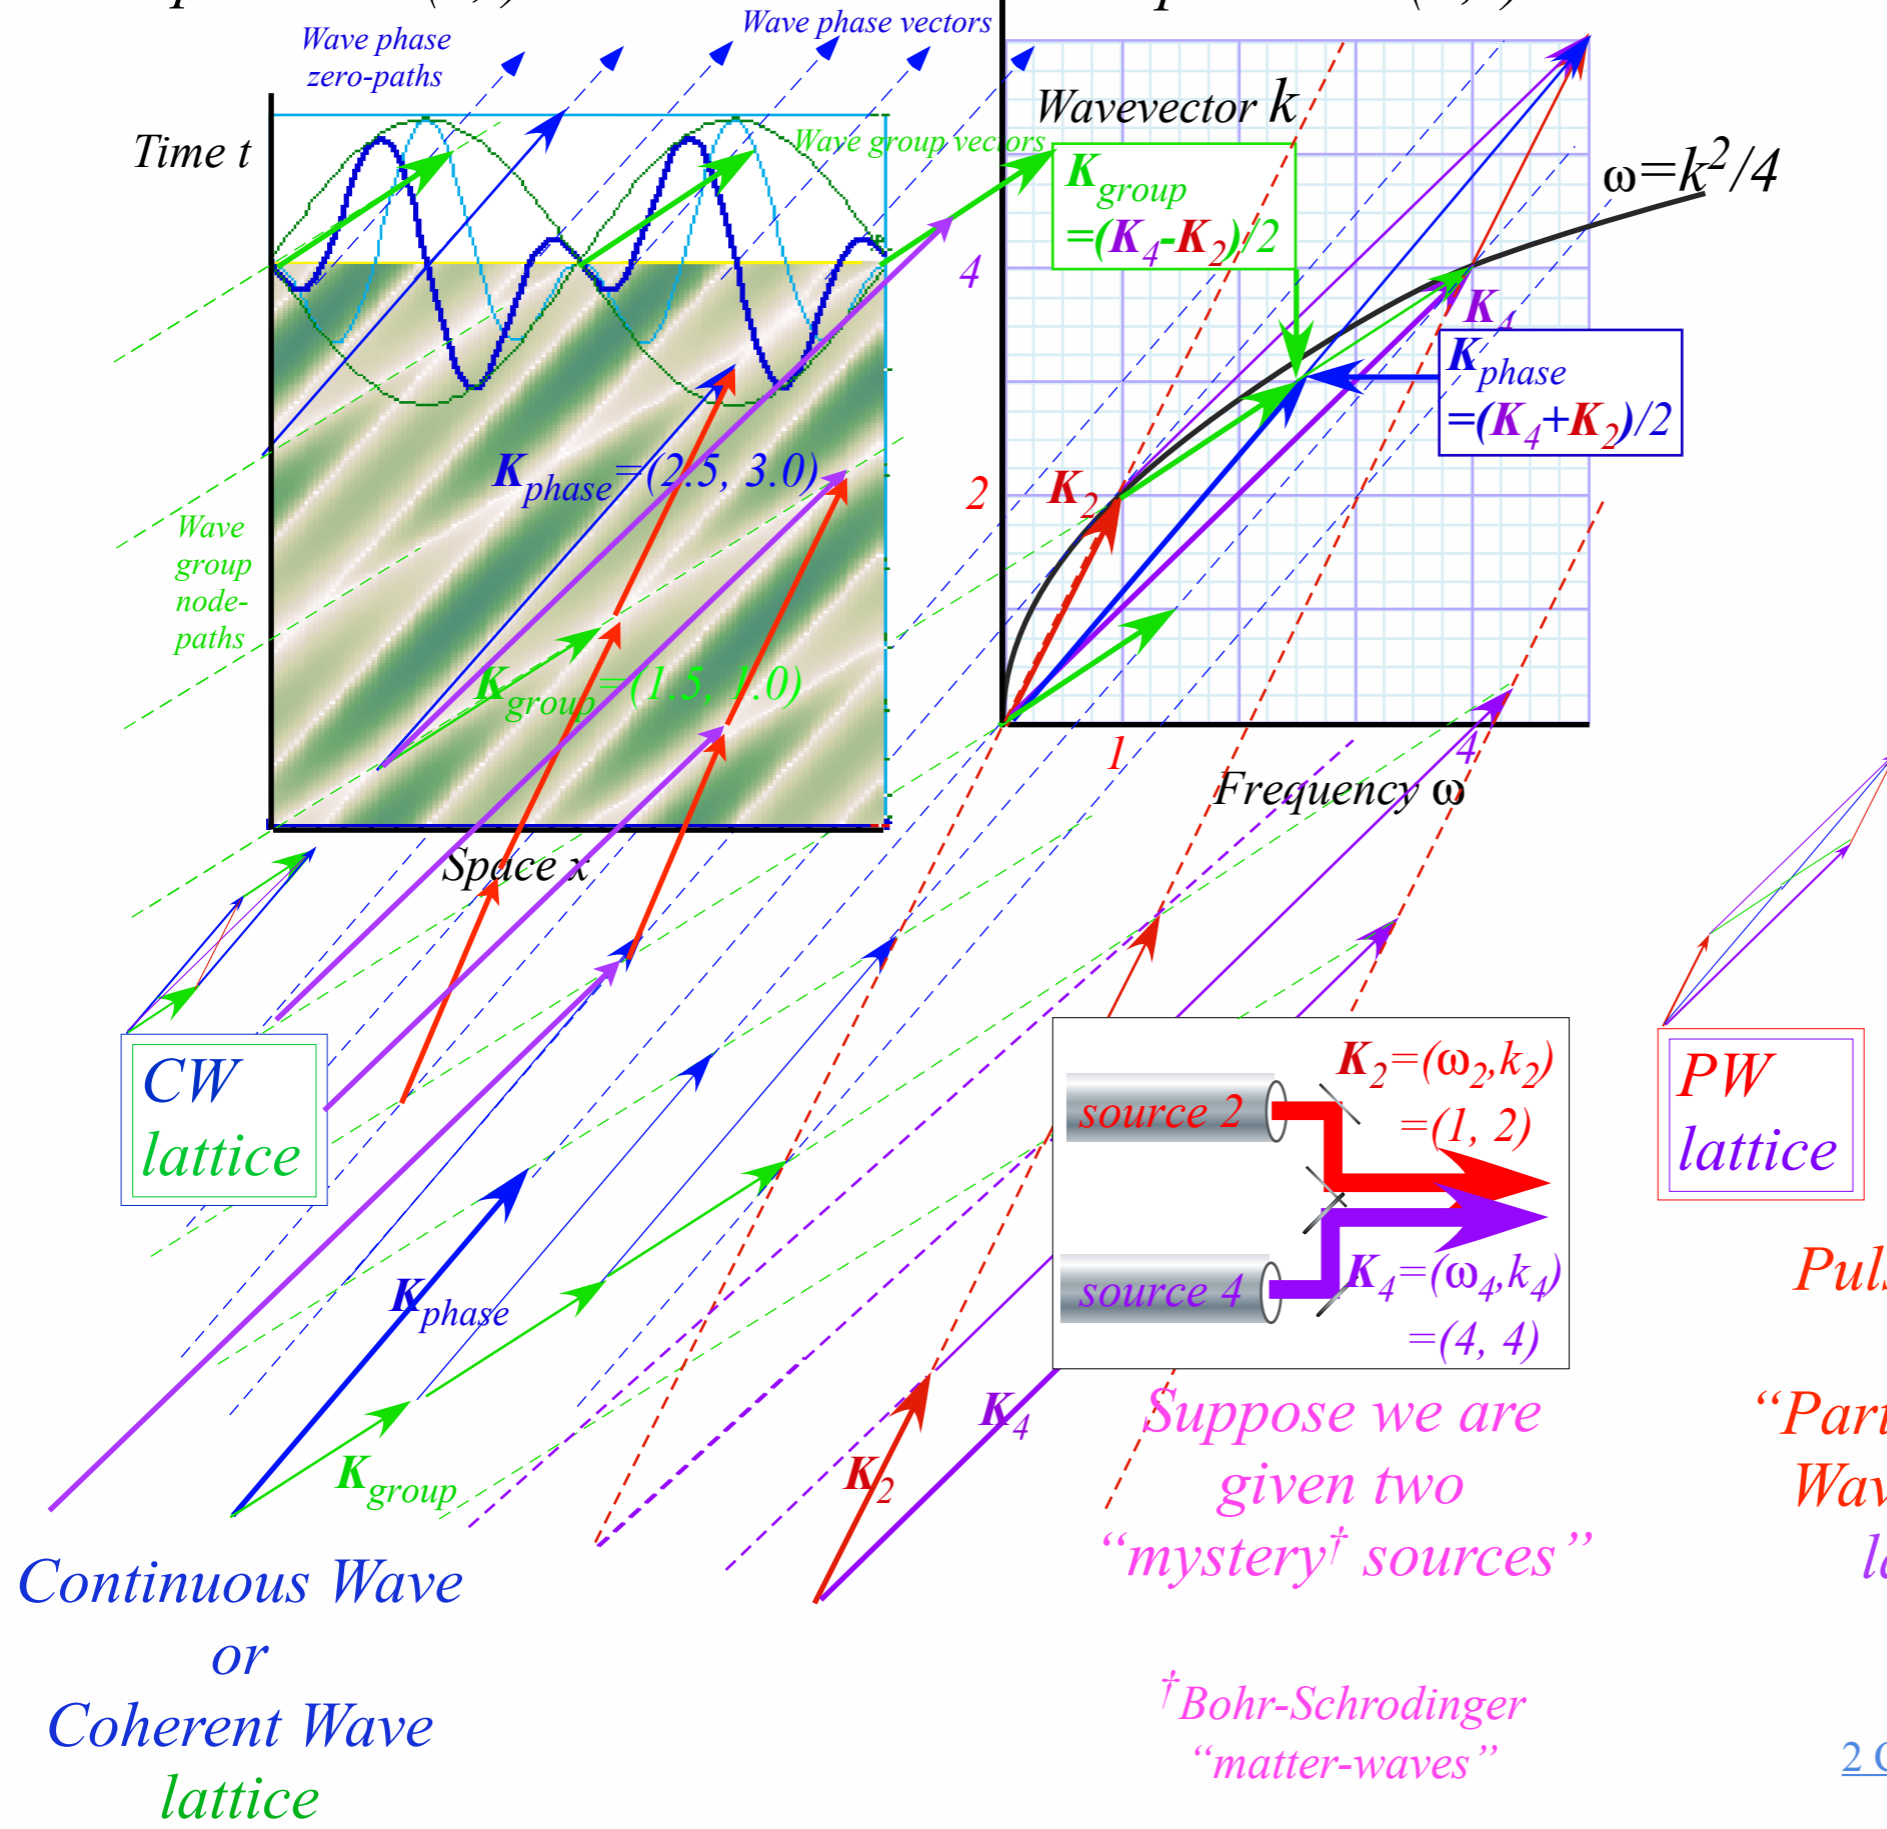 Wave phase
zero-paths
Wave phase vectors
Time t
Wave group vectors
Wavevector k
K_group
=(K_4-K_2)/2
ω=k^2/4
4
K_4
K_phase
=(K_4+K_2)/2
K_phase=(2.5, 3.0)
2
K_2
Wave
group
node-
paths
K_group=(1.5, 1.0)
1
4
Frequency ω
Space x
CW
lattice
K_2=(ω_2,k_2)
=(1, 2)
source 2
source 4
K_4=(ω_4,k_4)
=(4, 4)
PW
lattice
K_phase
K_group
K_2
K_4
Suppose we are
given two
“mystery† sources”
†Bohr-Schrodinger
“matter-waves”
Continuous Wave
or
Coherent Wave
lattice
2